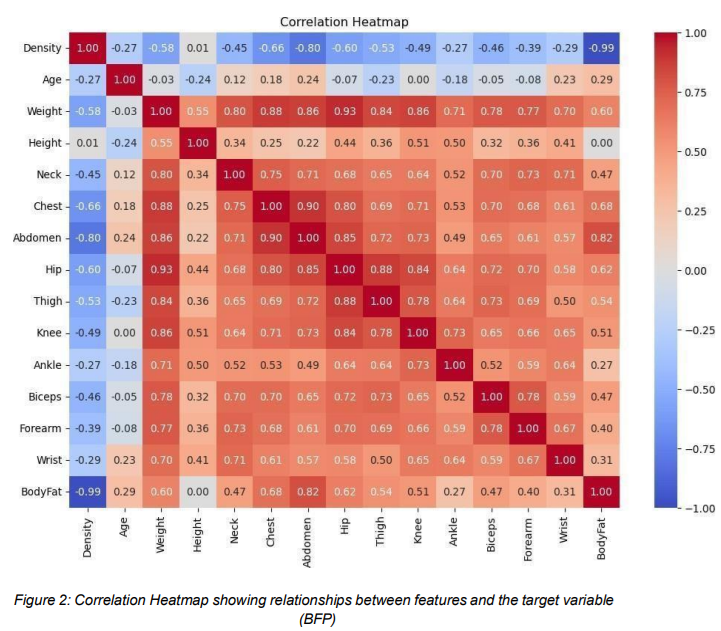 Correlation Heatmap
Density 1.00 -0.27 -0.58 0.01 -0.45 -0.66 -0.80 -0.60 -0.53 -0.49 -0.27 -0.46 -0.39 -0.29 -0.99
Age -0.27 1.00 -0.03 -0.24 0.12 0.18 0.24 -0.07 -0.23 0.00 -0.18 -0.05 -0.08 0.23 0.29
Weight -0.58 -0.03 1.00 0.55 0.80 0.88 0.86 0.93 0.84 0.86 0.71 0.78 0.77 0.70 0.60
Height 0.01 -0.24 0.55 1.00 0.34 0.25 0.22 0.44 0.36 0.51 0.50 0.32 0.36 0.41 0.00
Neck -0.45 0.12 0.80 0.34 1.00 0.75 0.71 0.68 0.65 0.64 0.52 0.70 0.73 0.71 0.47
Chest -0.66 0.18 0.88 0.25 0.75 1.00 0.90 0.80 0.69 0.71 0.53 0.70 0.68 0.61 0.68
Abdomen -0.80 0.24 0.86 0.22 0.71 0.90 1.00 0.85 0.72 0.73 0.49 0.65 0.61 0.57 0.82
Hip -0.60 -0.07 0.93 0.44 0.68 0.80 0.85 1.00 0.88 0.84 0.64 0.72 0.70 0.58 0.62
Thigh -0.53 -0.23 0.84 0.36 0.65 0.69 0.72 0.88 1.00 0.78 0.64 0.73 0.69 0.50 0.54
Knee -0.49 0.00 0.86 0.51 0.64 0.71 0.73 0.84 0.78 1.00 0.73 0.65 0.66 0.65 0.51
Ankle -0.27 -0.18 0.71 0.50 0.52 0.53 0.49 0.64 0.64 0.73 1.00 0.52 0.59 0.64 0.27
Biceps -0.46 -0.05 0.78 0.32 0.70 0.70 0.65 0.72 0.73 0.65 0.52 1.00 0.78 0.59 0.47
Forearm -0.39 -0.08 0.77 0.36 0.73 0.68 0.61 0.70 0.69 0.66 0.59 0.78 1.00 0.67 0.40
Wrist -0.29 0.23 0.70 0.41 0.71 0.61 0.57 0.58 0.50 0.65 0.64 0.59 0.67 1.00 0.31
BodyFat -0.99 0.29 0.60 0.00 0.47 0.68 0.82 0.62 0.54 0.51 0.27 0.47 0.40 0.31 1.00
Density Age Weight Height Neck Chest Abdomen Hip Thigh Knee Ankle Biceps Forearm Wrist BodyFat
1.00
0.75
0.50
0.25
0.00
−0.25
−0.50
−0.75
−1.00
Figure 2: Correlation Heatmap showing relationships between features and the target variable
(BFP)